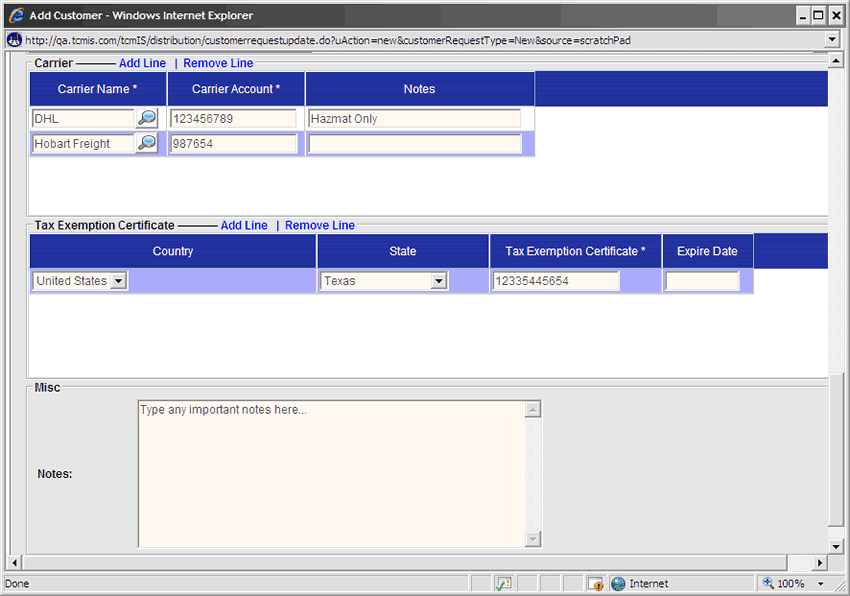 Add Customer - Windows Internet Explorer
http://qa.tcmis.com/tcmIS/distribution/customerrequestupdate.do?uAction=new&customerRequestType=New&source=scratchPad
Carrier Add Line | Remove Line
Carrier Name * Carrier Account * Notes
DHL 123456789 Hazmat Only
Hobart Freight 987654
Tax Exemption Certificate Add Line | Remove Line
Country State Tax Exemption Certificate * Expire Date
United States Texas 12335445654
Misc
Type any important notes here...
Notes:
Done Internet 100%